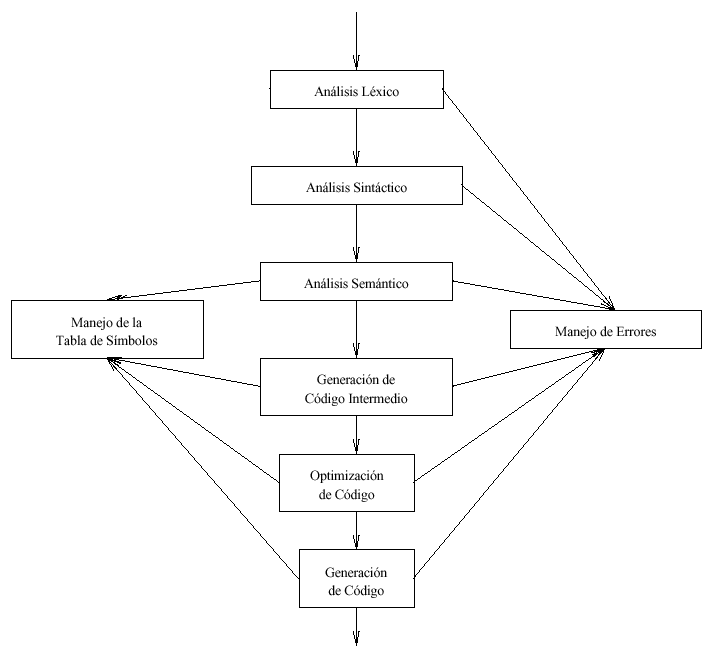 Análisis Léxico
Análisis Sintáctico
Análisis Semántico
Manejo de la
Tabla de Símbolos
Manejo de Errores
Generación de
Código Intermedio
Optimización
de Código
Generación
de Código